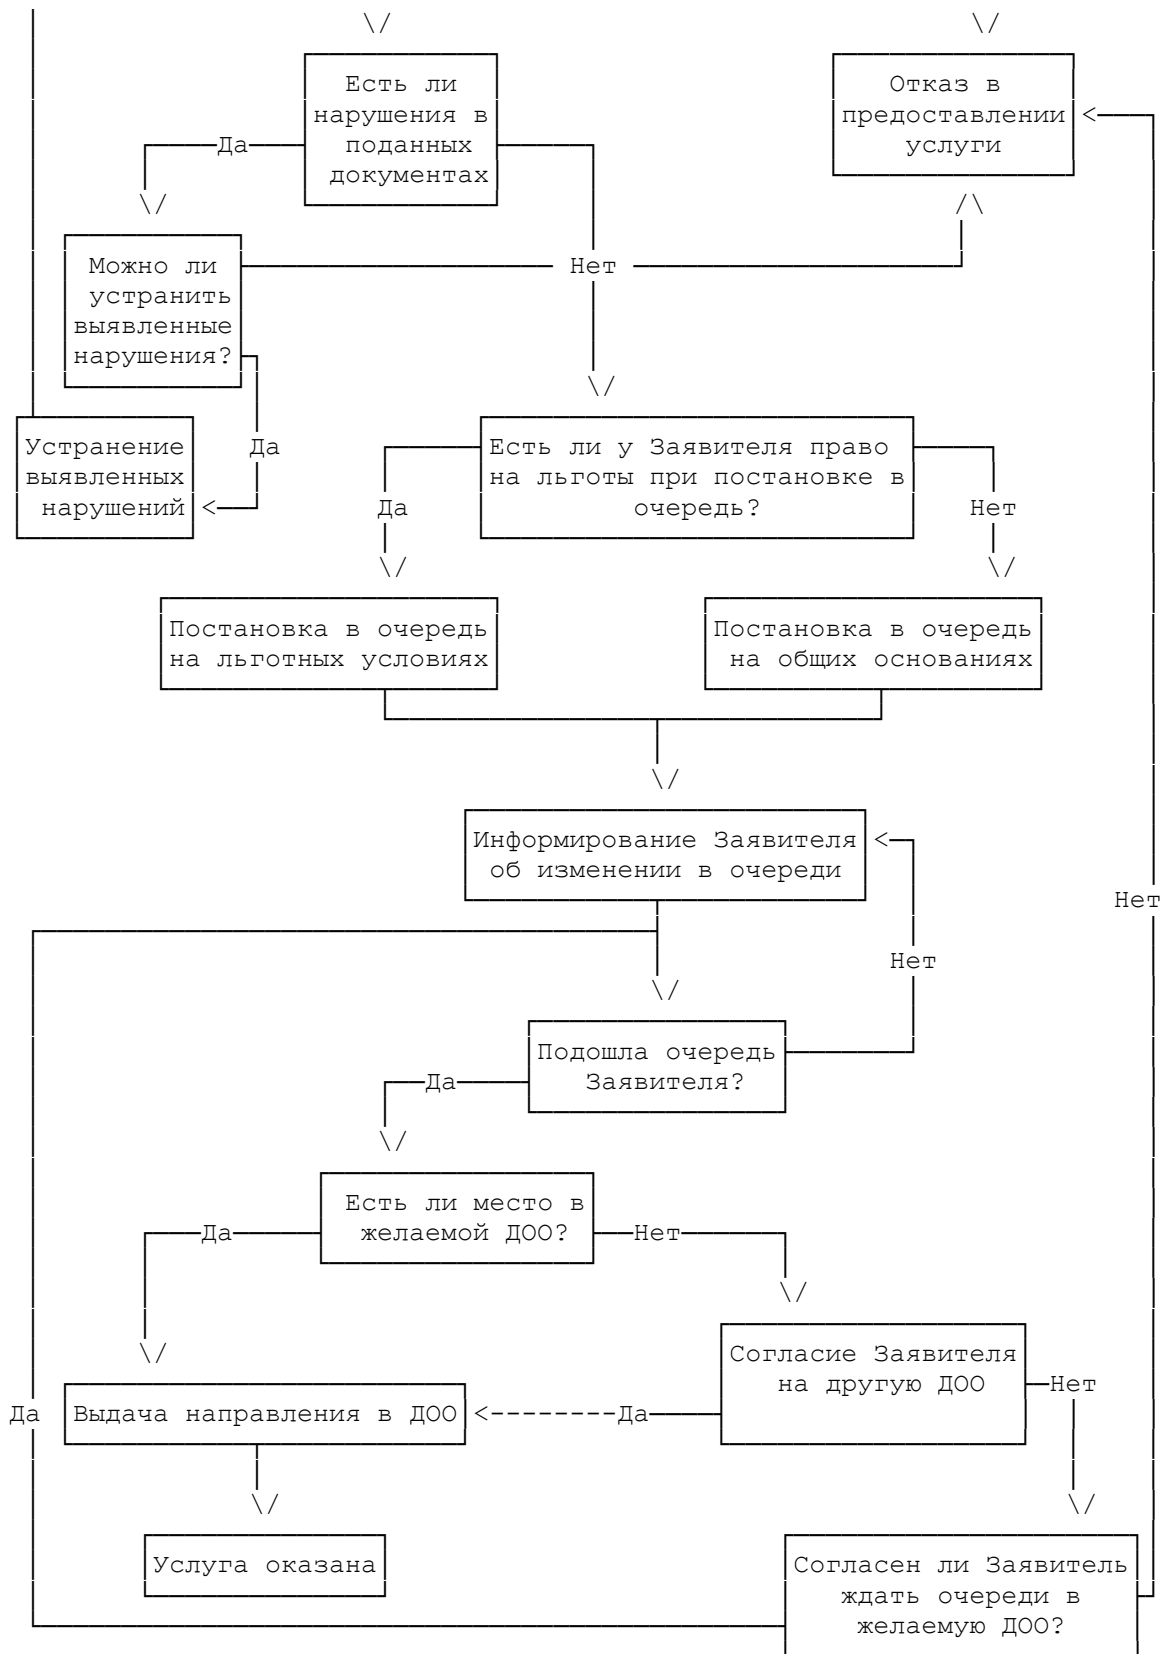 Есть ли
нарушения в
поданных
документах
Отказ в
предоставлении
услуги
Да
Можно ли
устранить
выявленные
нарушения?
Нет
Устранение
выявленных
нарушений
Да
Есть ли у Заявителя право
на льготы при постановке в
очередь?
Да
Нет
Постановка в очередь
на льготных условиях
Постановка в очередь
на общих основаниях
Информирование Заявителя
об изменении в очереди
Нет
Нет
Подошла очередь
Заявителя?
Да
Есть ли место в
желаемой ДОО?
Да
Нет
Согласие Заявителя
на другую ДОО
Нет
Да
Выдача направления в ДОО
Да
Услуга оказана
Согласен ли Заявитель
ждать очереди в
желаемую ДОО?